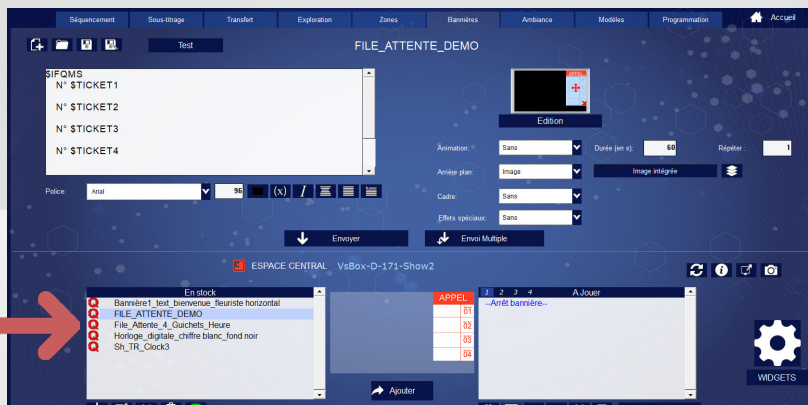 Séquencement Sous-titrage Transfert Exploration Zones Bannières Ambiance Modèles Programmation Accueil
Test
FILE_ATTENTE_DEMO
$IFQMS
N° $TICKET1
N° $TICKET2
N° $TICKET3
N° $TICKET4
APPEL
Edition
Animation: Sans Durée (en s): 60 Répéter : 1
Arrière plan: Image Image intégrée
Police: Arial 96 (x) I
Cadre: Sans
Effets spéciaux: Sans
Envoyer Envoi Multiple
ESPACE CENTRAL VsBox-D-171-Show2
En stock
Bannière1_text_bienvenue_fleuriste horizontal
FILE_ATTENTE_DEMO
File_Attente_4_Guichets_Heure
Horloge_digitale_chiffre blanc_fond noir
Sh_TR_Clock3
APPEL
01
02
03
04
1 2 3 4 A Jouer
--Arrêt bannière--
Ajouter
WIDGETS